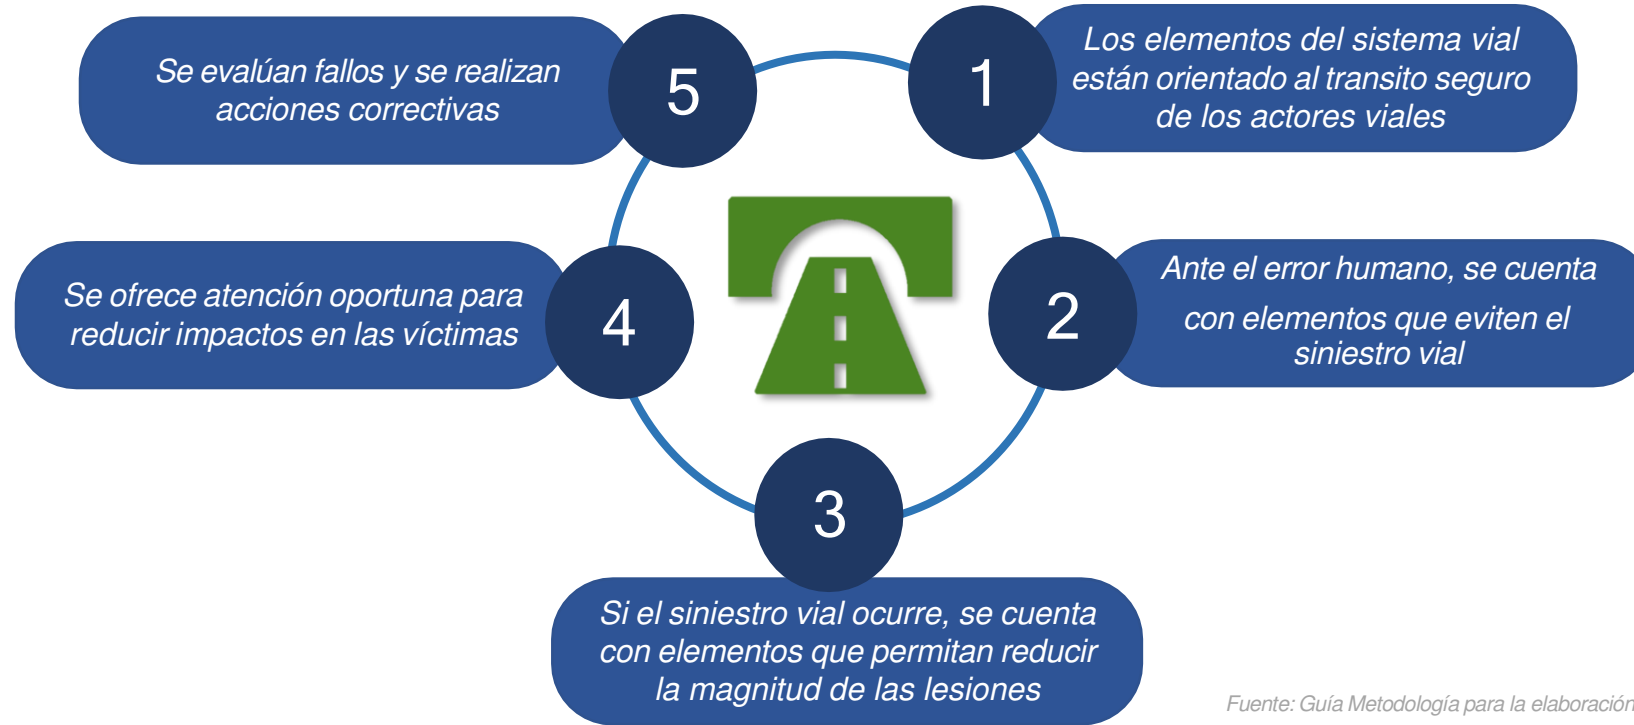 1
Los elementos del sistema vial
están orientado al transito seguro
de los actores viales
2
Ante el error humano, se cuenta
con elementos que eviten el
siniestro vial
3
Si el siniestro vial ocurre, se cuenta
con elementos que permitan reducir
la magnitud de las lesiones
4
Se ofrece atención oportuna para
reducir impactos en las víctimas
5
Se evalúan fallos y se realizan
acciones correctivas
Fuente: Guía Metodología para la elaboración